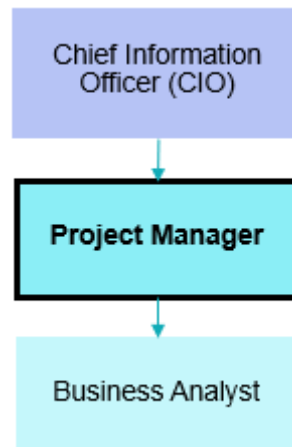 Chief Information
Officer (CIO)
Project Manager
Business Analyst